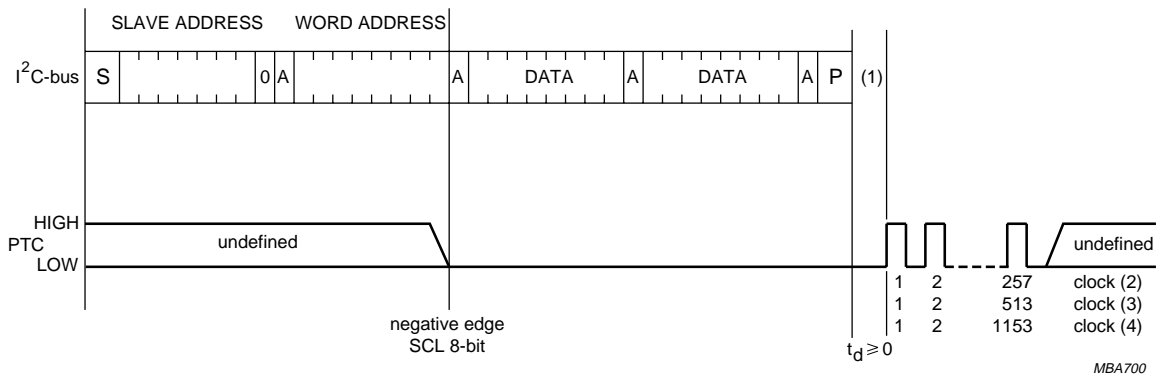 SLAVE ADDRESS WORD ADDRESS
I²C-bus S 0 A A DATA A DATA A P (1)
HIGH
PTC undefined undefined
LOW
1 2 257 clock (2)
1 2 513 clock (3)
1 2 1153 clock (4)
negative edge
SCL 8-bit
t_d ⩾ 0
MBA700